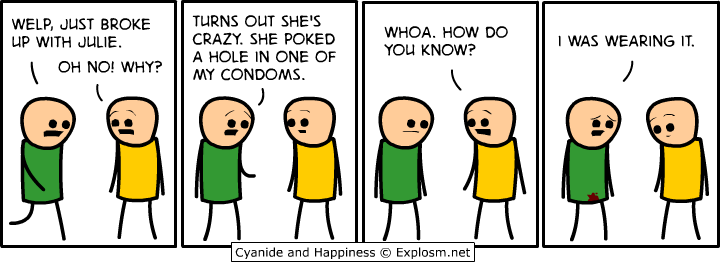 WELP, JUST BROKE
UP WITH JULIE.
OH NO! WHY?
TURNS OUT SHE'S
CRAZY. SHE POKED
A HOLE IN ONE OF
MY CONDOMS.
WHOA. HOW DO
YOU KNOW?
I WAS WEARING IT.
Cyanide and Happiness © Explosm.net